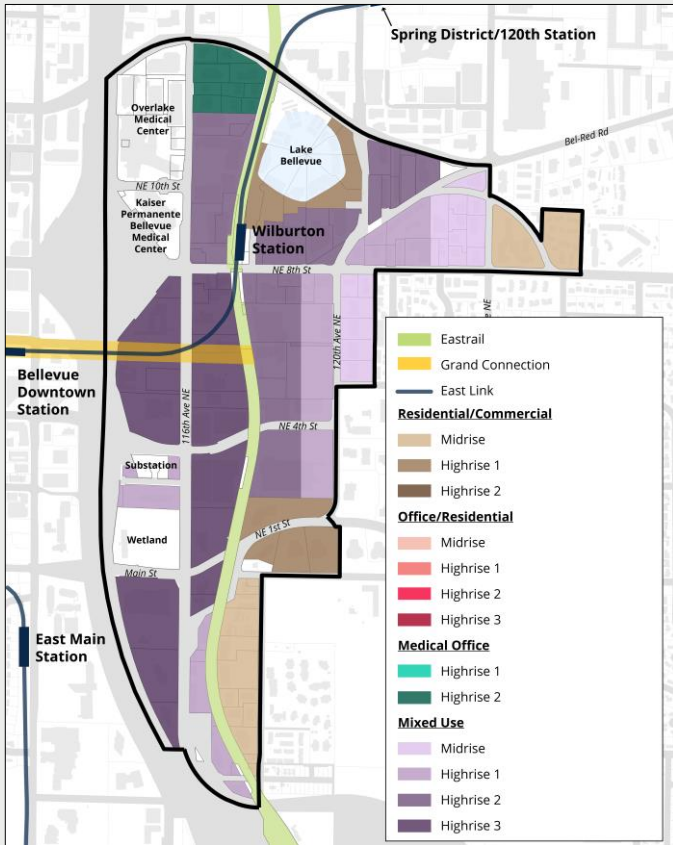 Spring District/120th Station
Bel-Red Rd
Overlake
Medical
Center
Lake
Bellevue
NE 10th St
Kaiser
Permanente
Bellevue
Medical
Center
Wilburton
Station
NE 8th St
120th Ave NE
NE
Bellevue
Downtown
Station
116th Ave NE
NE 4th St
Substation
Wetland
NE 1st St
Main St
East Main
Station
Eastrail
Grand Connection
East Link
Residential/Commercial
Midrise
Highrise 1
Highrise 2
Office/Residential
Midrise
Highrise 1
Highrise 2
Highrise 3
Medical Office
Highrise 1
Highrise 2
Mixed Use
Midrise
Highrise 1
Highrise 2
Highrise 3